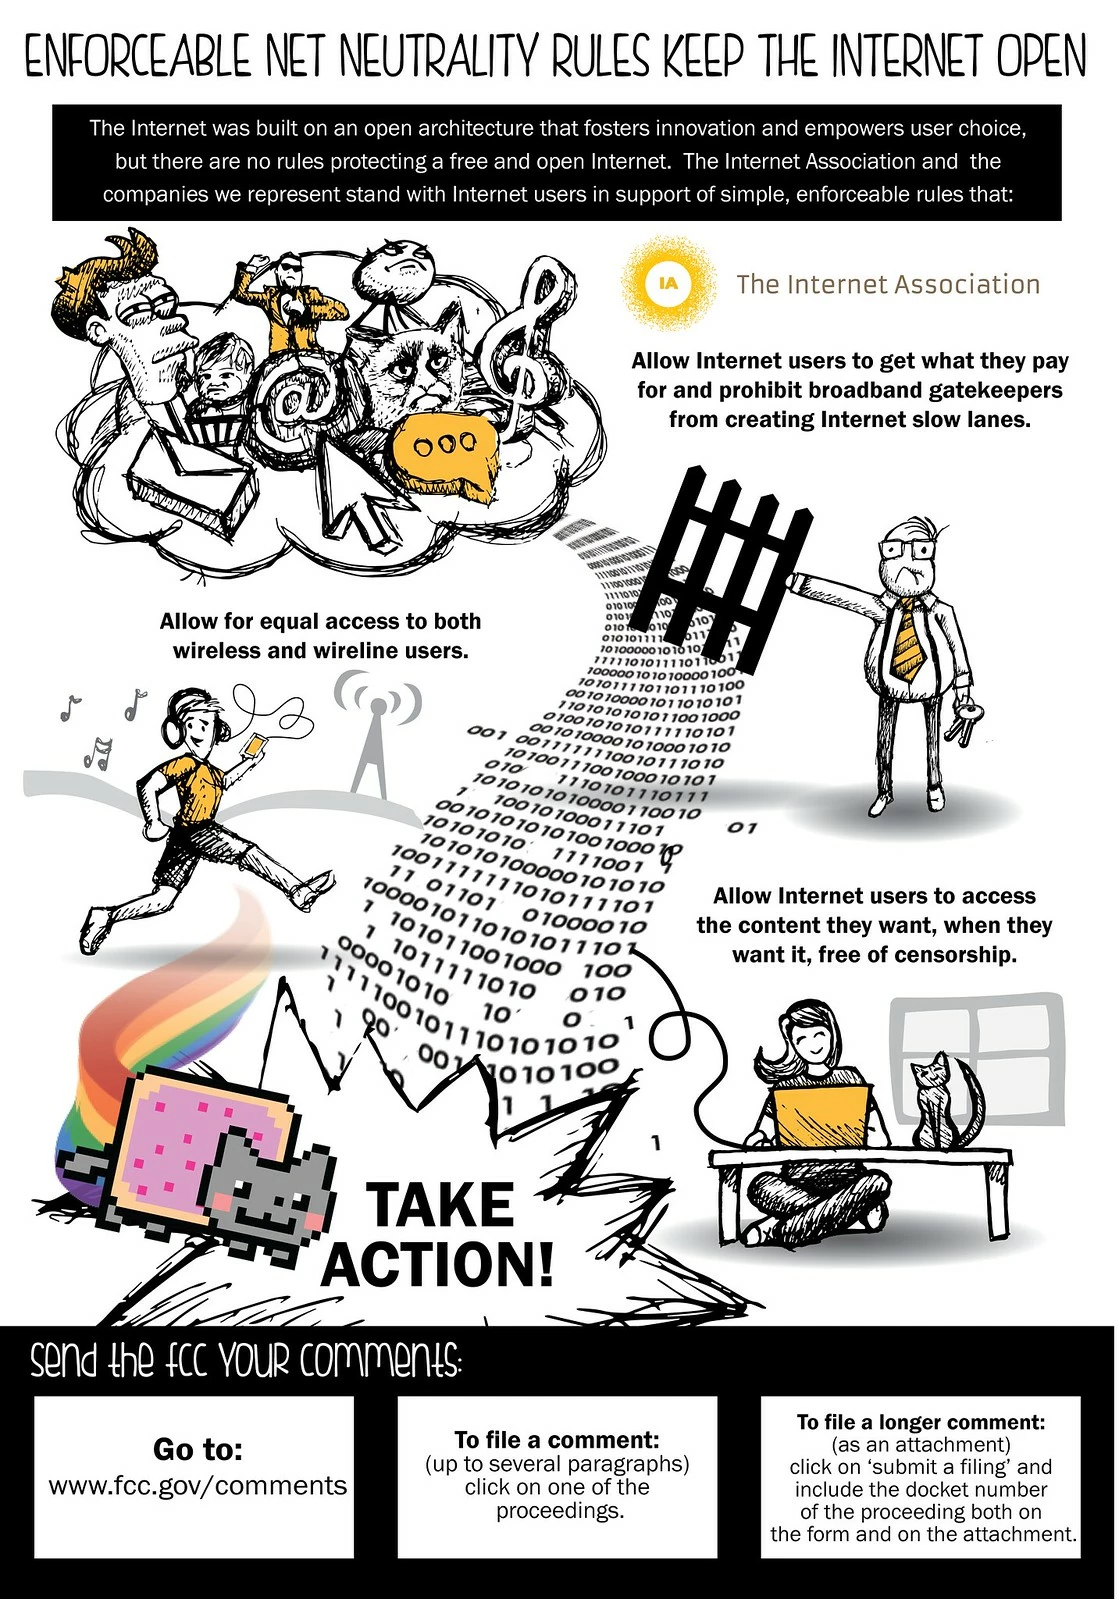 ENFORCEABLE NET NEUTRALITY RULES KEEP THE INTERNET OPEN
The Internet was built on an open architecture that fosters innovation and empowers user choice,
but there are no rules protecting a free and open Internet. The Internet Association and the
companies we represent stand with Internet users in support of simple, enforceable rules that:
IA
The Internet Association
Allow Internet users to get what they pay
for and prohibit broadband gatekeepers
from creating Internet slow lanes.
@
Allow for equal access to both
wireless and wireline users.
Allow Internet users to access
the content they want, when they
want it, free of censorship.
TAKE
ACTION!
Send the FCC YOUR Comments:
Go to:
www.fcc.gov/comments
To file a comment:
(up to several paragraphs)
click on one of the
proceedings.
To file a longer comment:
(as an attachment)
click on ‘submit a filing’ and
include the docket number
of the proceeding both on
the form and on the attachment.